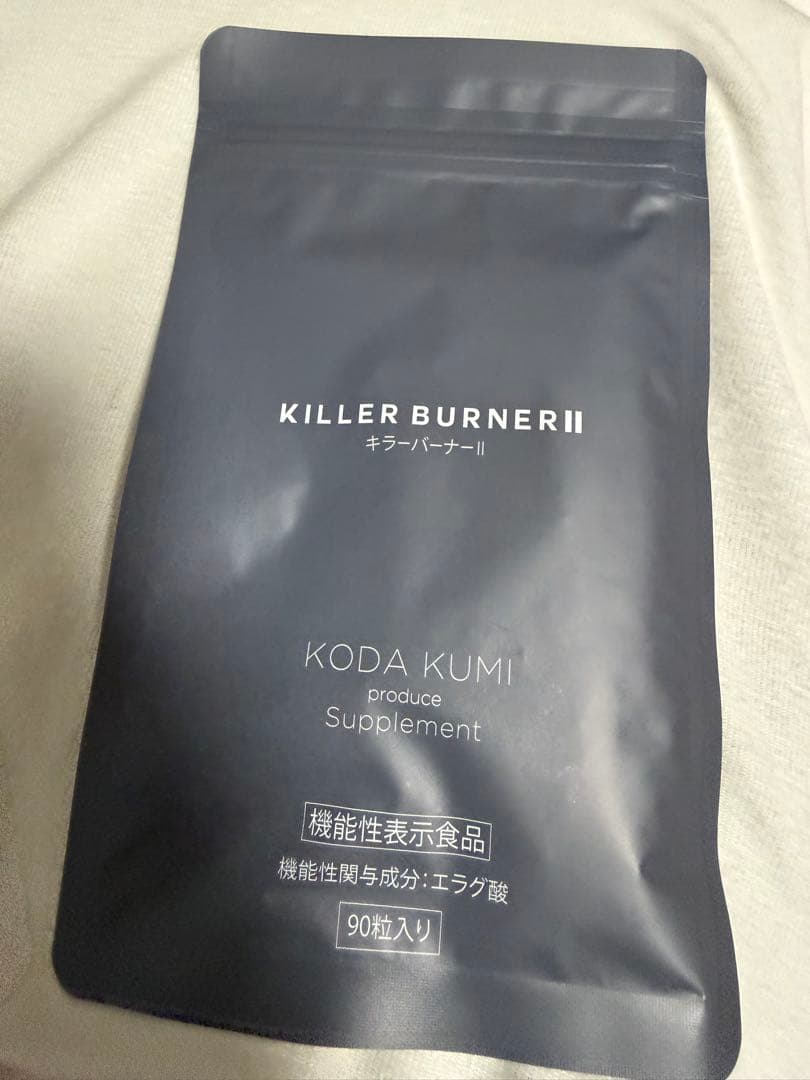 KILLER BURNERⅡ
キラーバーナーⅡ
KODA KUMI
produce
Supplement
機能性表示食品
機能性関与成分:エラグ酸
90粒入り